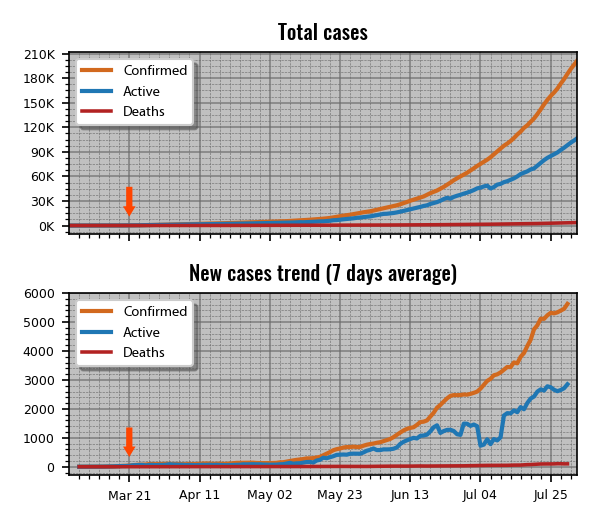 Total cases
210K
180K
150K
120K
90K
60K
30K
0K
Confirmed
Active
Deaths
New cases trend (7 days average)
6000
5000
4000
3000
2000
1000
0
Confirmed
Active
Deaths
Mar 21 Apr 11 May 02 May 23 Jun 13 Jul 04 Jul 25